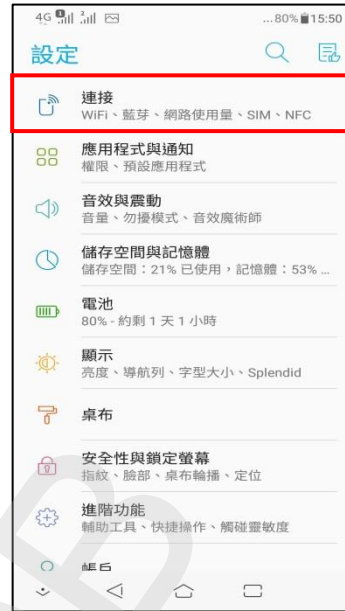 4G 1 2 ...80% 15:50
設定
連接
WiFi、藍芽、網路使用量、SIM、NFC
應用程式與通知
權限、預設應用程式
音效與震動
音量、勿擾模式、音效魔術師
儲存空間與記憶體
儲存空間：21% 已使用，記憶體：53% ...
電池
80% - 約剩 1 天 1 小時
顯示
亮度、導航列、字型大小、Splendid
桌布
安全性與鎖定螢幕
指紋、臉部、桌布輪播、定位
進階功能
輔助工具、快捷操作、觸碰靈敏度
帳戶